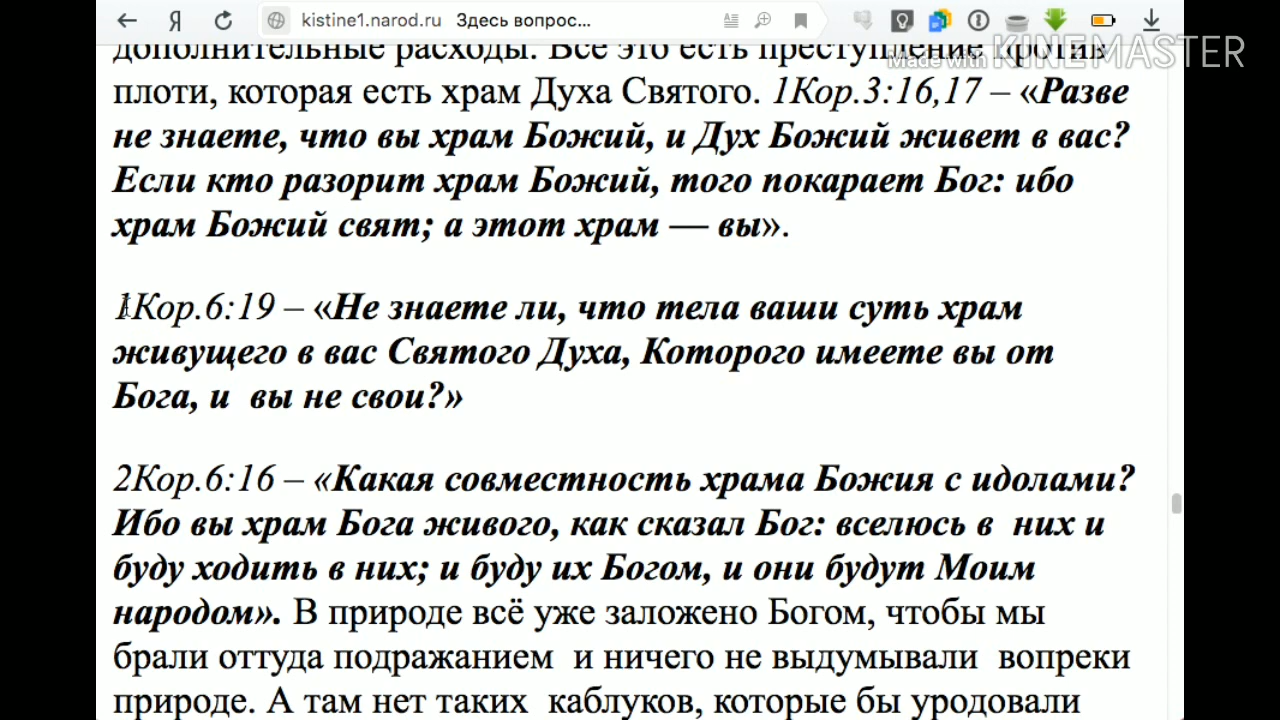 kistine1.narod.ru Здесь вопрос...
Made with KINEMASTER
дополнительные расходы. Все это есть преступление против
плоти, которая есть храм Духа Святого. 1Кор.3:16,17 – «Разве
не знаете, что вы храм Божий, и Дух Божий живет в вас?
Если кто разорит храм Божий, того покарает Бог: ибо
храм Божий свят; а этот храм — вы».
1Кор.6:19 – «Не знаете ли, что тела ваши суть храм
живущего в вас Святого Духа, Которого имеете вы от
Бога, и вы не свои?»
2Кор.6:16 – «Какая совместность храма Божия с идолами?
Ибо вы храм Бога живого, как сказал Бог: вселюсь в них и
буду ходить в них; и буду их Богом, и они будут Моим
народом». В природе всё уже заложено Богом, чтобы мы
брали оттуда подражанием и ничего не выдумывали вопреки
природе. А там нет таких каблуков, которые бы уродовали